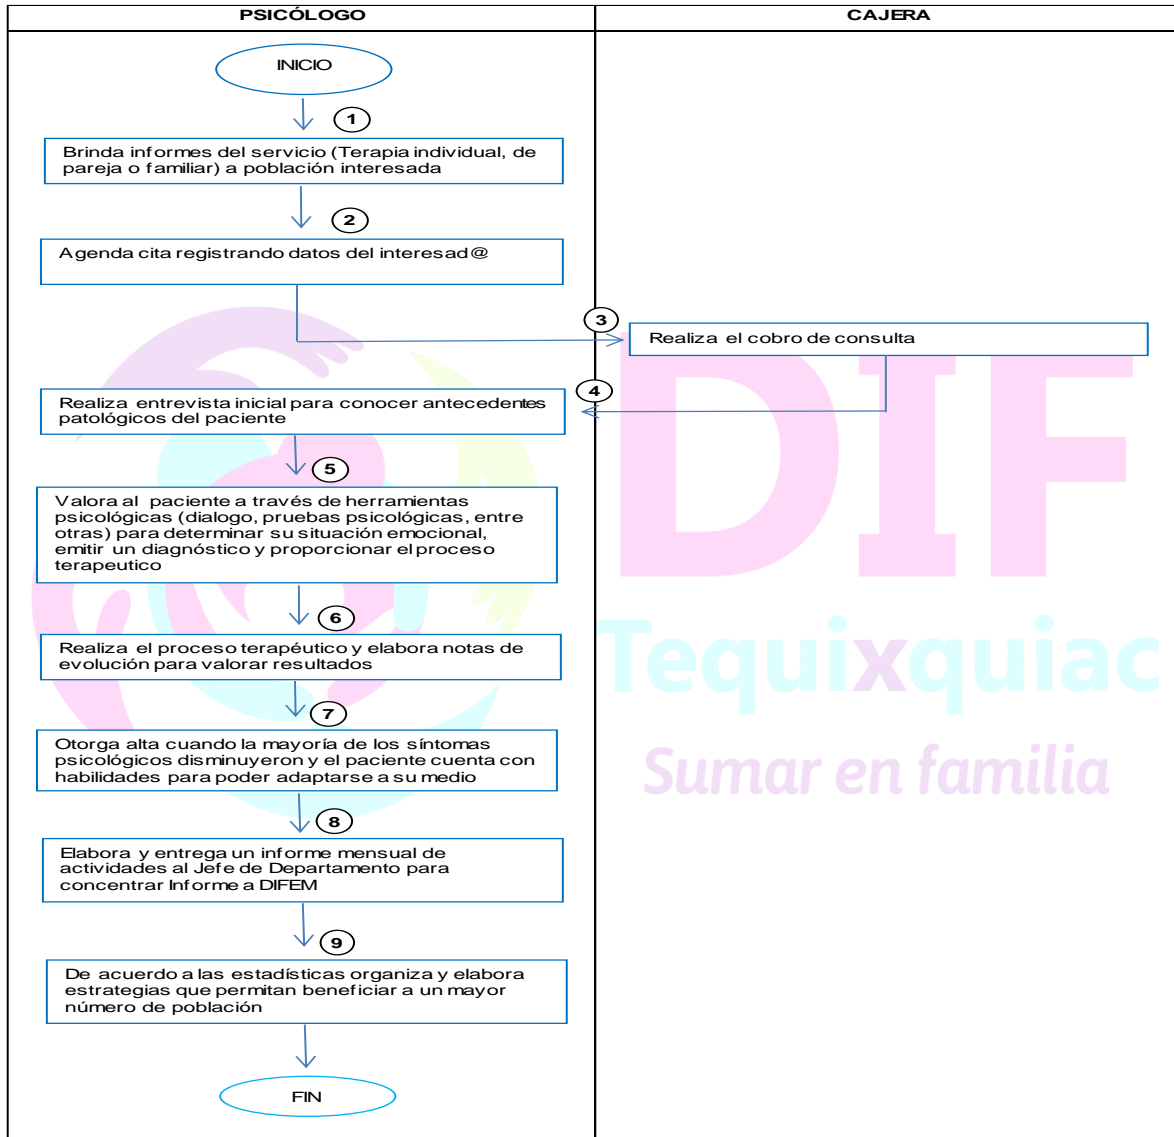 PSICÓLOGO
CAJERA
INICIO
1
Brinda informes del servicio (Terapia individual, de
pareja o familiar) a población interesada
2
Agenda cita registrando datos del interesad@
3
Realiza el cobro de consulta
4
Realiza entrevista inicial para conocer antecedentes
patológicos del paciente
5
Valora al paciente a través de herramientas
psicológicas (dialogo, pruebas psicológicas, entre
otras) para determinar su situación emocional,
emitir un diagnóstico y proporcionar el proceso
terapeutico
6
Realiza el proceso terapéutico y elabora notas de
evolución para valorar resultados
7
Otorga alta cuando la mayoría de los síntomas
psicológicos disminuyeron y el paciente cuenta con
habilidades para poder adaptarse a su medio
8
Elabora y entrega un informe mensual de
actividades al Jefe de Departamento para
concentrar Informe a DIFEM
9
De acuerdo a las estadísticas organiza y elabora
estrategias que permitan beneficiar a un mayor
número de población
FIN
DIF
Tequixquiac
Sumar en familia